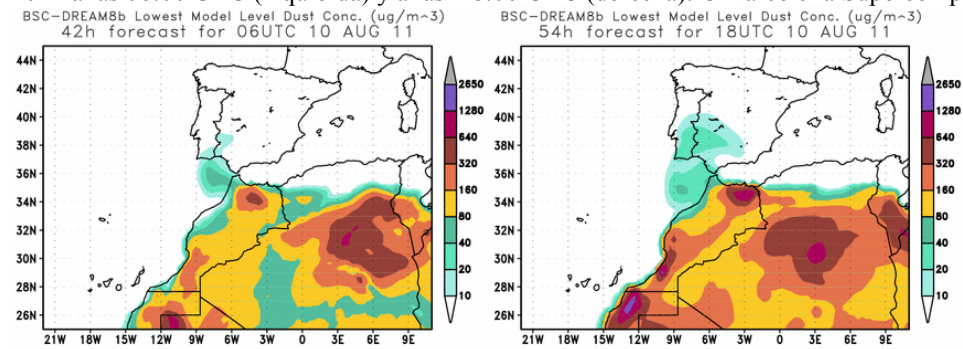 BSC-DREAM8b Lowest Model Level Dust Conc. (ug/m-3)
42h forecast for 06UTC 10 AUG 11
44N
42N
40N
38N
36N
34N
32N
30N
28N
26N
21W 18W 15W 12W 9W 6W 3W 0 3E 6E 9E
2650
1280
640
320
160
80
40
20
10
BSC-DREAM8b Lowest Model Level Dust Conc. (ug/m-3)
54h forecast for 18UTC 10 AUG 11
44N
42N
40N
38N
36N
34N
32N
30N
28N
26N
21W 18W 15W 12W 9W 6W 3W 0 3E 6E 9E
2650
1280
640
320
160
80
40
20
10